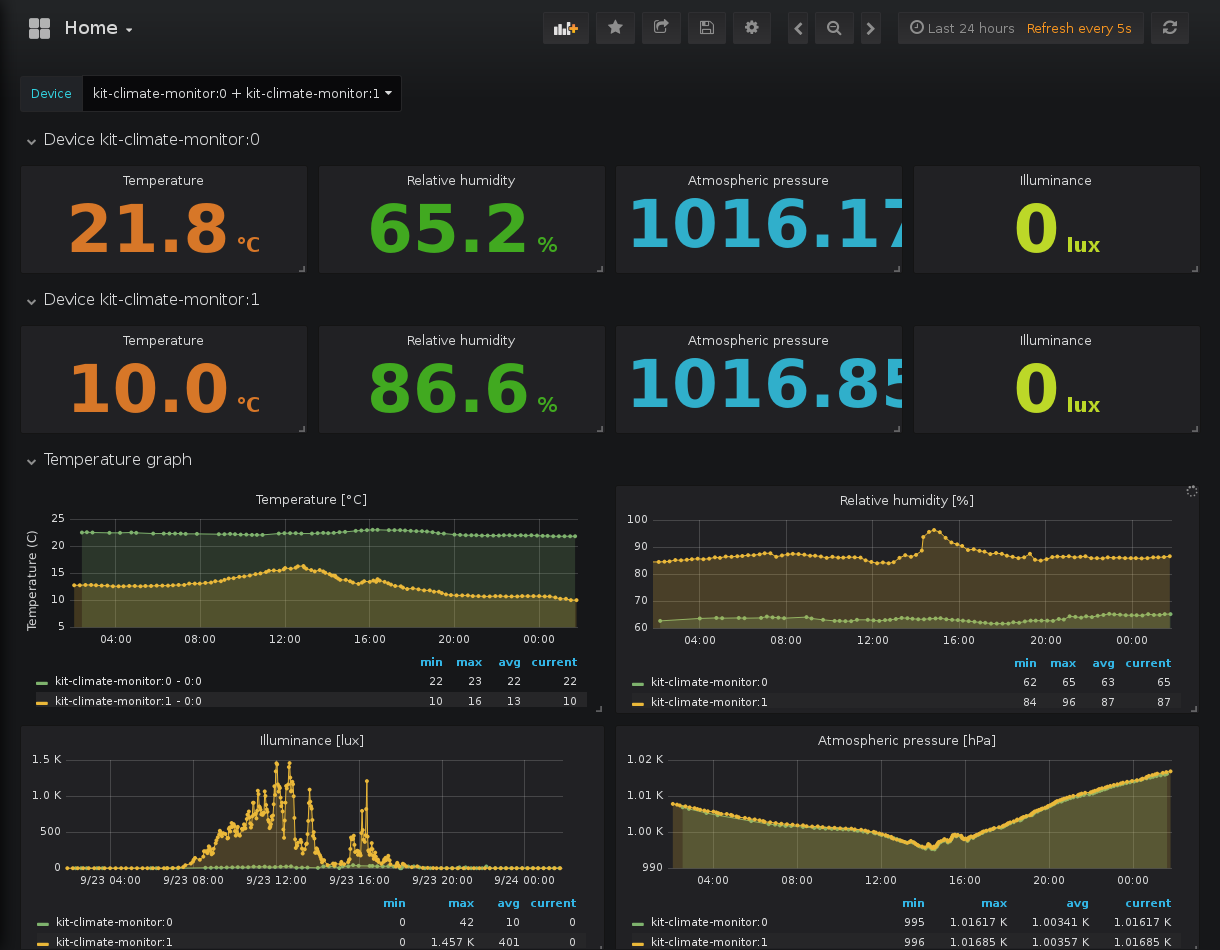 Home
Last 24 hours Refresh every 5s
Device kit-climate-monitor:0 + kit-climate-monitor:1
Device kit-climate-monitor:0
Temperature Relative humidity Atmospheric pressure Illuminance
21.8 °C 65.2 % 1016.17 0 lux
Device kit-climate-monitor:1
Temperature Relative humidity Atmospheric pressure Illuminance
10.0 °C 86.6 % 1016.85 0 lux
Temperature graph
Temperature [°C]
Temperature (C)
25
20
15
10
5
04:00 08:00 12:00 16:00 20:00 00:00
min max avg current
kit-climate-monitor:0 - 0:0 22 23 22 22
kit-climate-monitor:1 - 0:0 10 16 13 10
Relative humidity [%]
100
90
80
70
60
04:00 08:00 12:00 16:00 20:00 00:00
min max avg current
kit-climate-monitor:0 62 65 63 65
kit-climate-monitor:1 84 96 87 87
Illuminance [lux]
1.5 K
1.0 K
500
0
9/23 04:00 9/23 08:00 9/23 12:00 9/23 16:00 9/23 20:00 9/24 00:00
min max avg current
kit-climate-monitor:0 0 42 10 0
kit-climate-monitor:1 0 1.457 K 401 0
Atmospheric pressure [hPa]
1.02 K
1.01 K
1.00 K
990
04:00 08:00 12:00 16:00 20:00 00:00
min max avg current
kit-climate-monitor:0 995 1.01617 K 1.00341 K 1.01617 K
kit-climate-monitor:1 996 1.01685 K 1.00357 K 1.01685 K